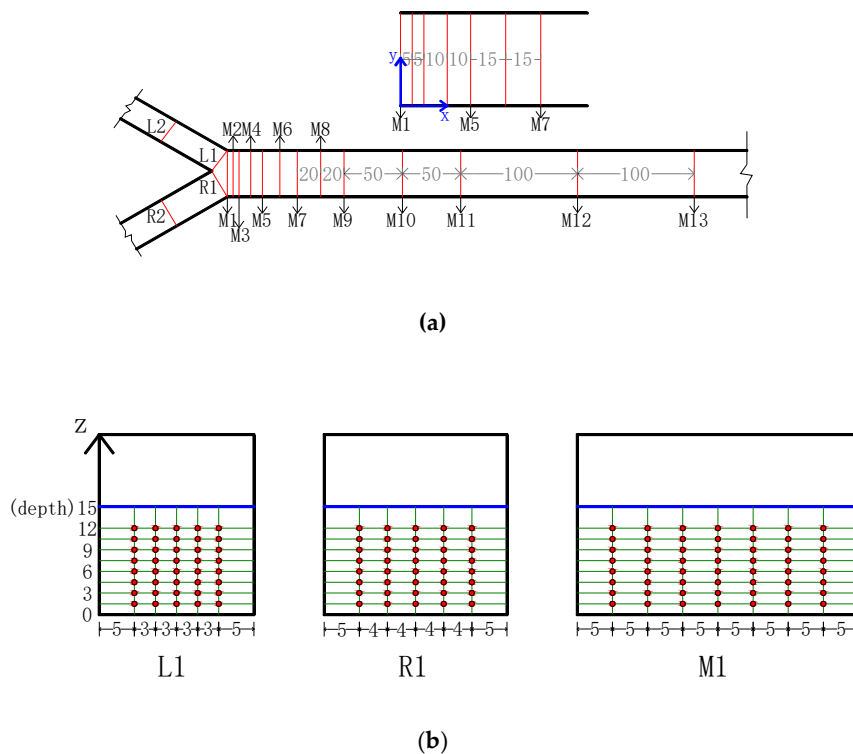 y
5 5 10 10 15 15
x
M1 M5 M7
M2 M4 M6 M8
L2
L1
R1
20 20 50 50 100 100
R2
M1 M5 M7 M9 M10 M11 M12 M13
M3
(a)
Z
(depth) 15
12
9
6
3
0
5 3 3 3 3 5
5 4 4 4 4 5
5 5 5 5 5 5 5 5
L1 R1 M1
(b)